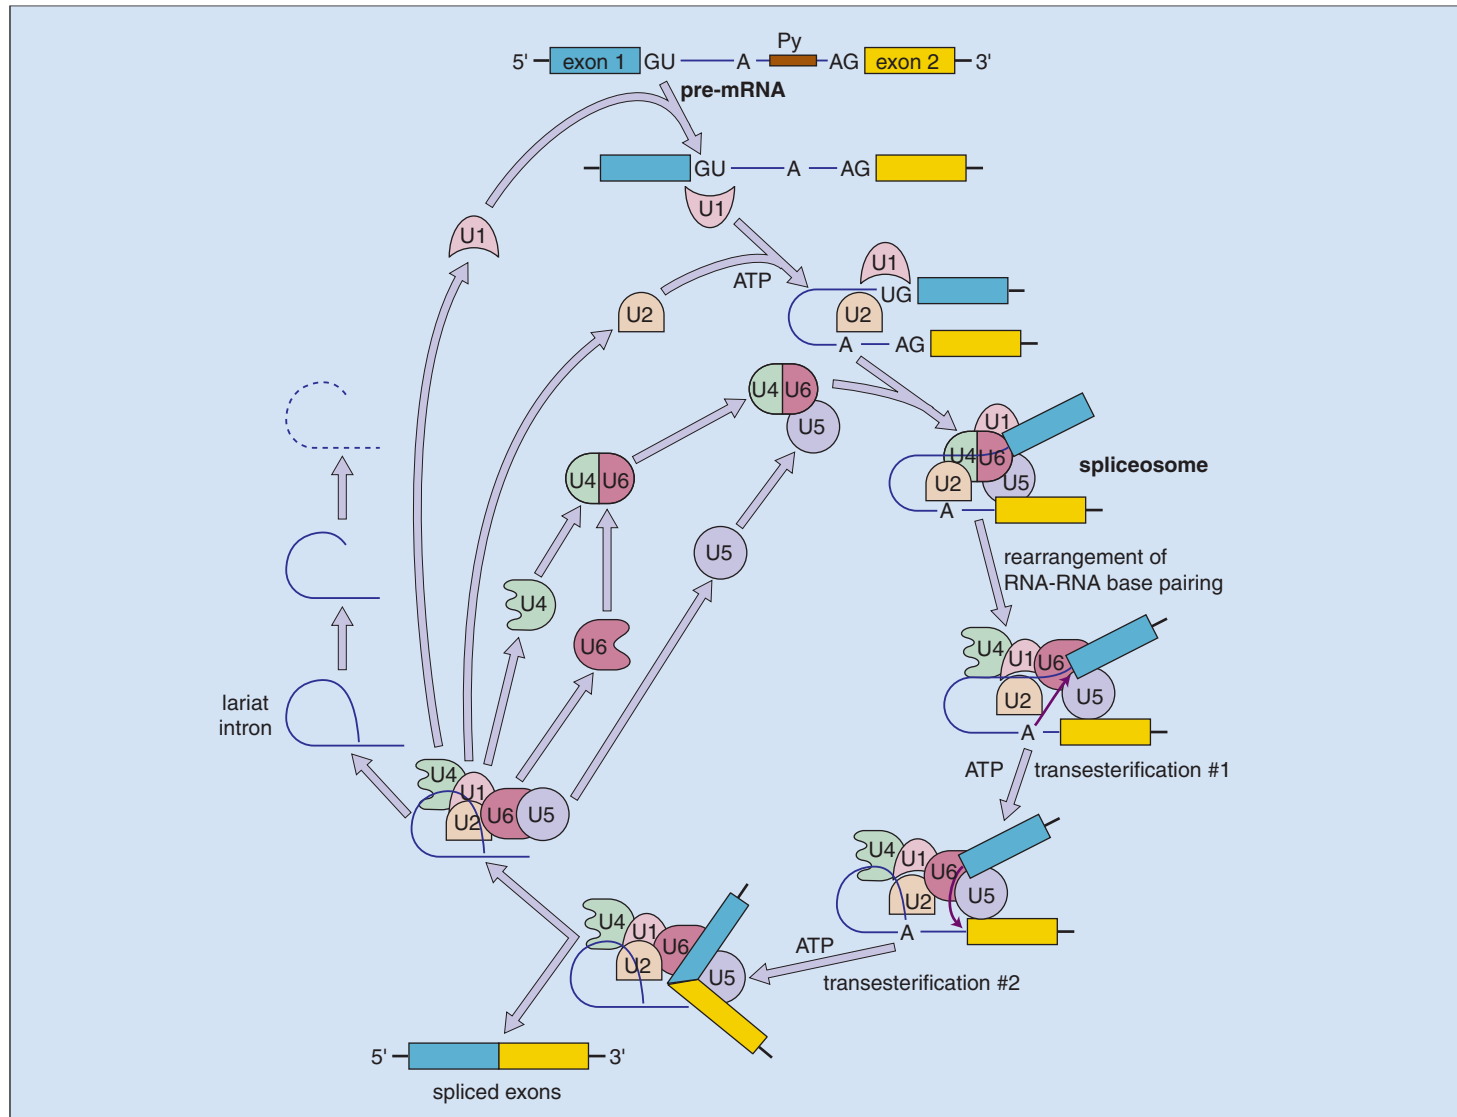 Py
5' exon 1 GU A AG exon 2 3'
pre-mRNA
GU A AG
U1
U1
U1
ATP
UG
U2
U2
A AG
U4 U6
U5
U1
U4 U6
spliceosome
U4 U6
U2 U5
A
U5
rearrangement of
RNA-RNA base pairing
U4
U6
U4 U1 U6
U2 U5
A
lariat
intron
ATP transesterification #1
U4
U1
U2 U6 U5
U4 U1
U6
U2 U5
A
U4 U1
U6
U2 U5
ATP
transesterification #2
5' 3'
spliced exons